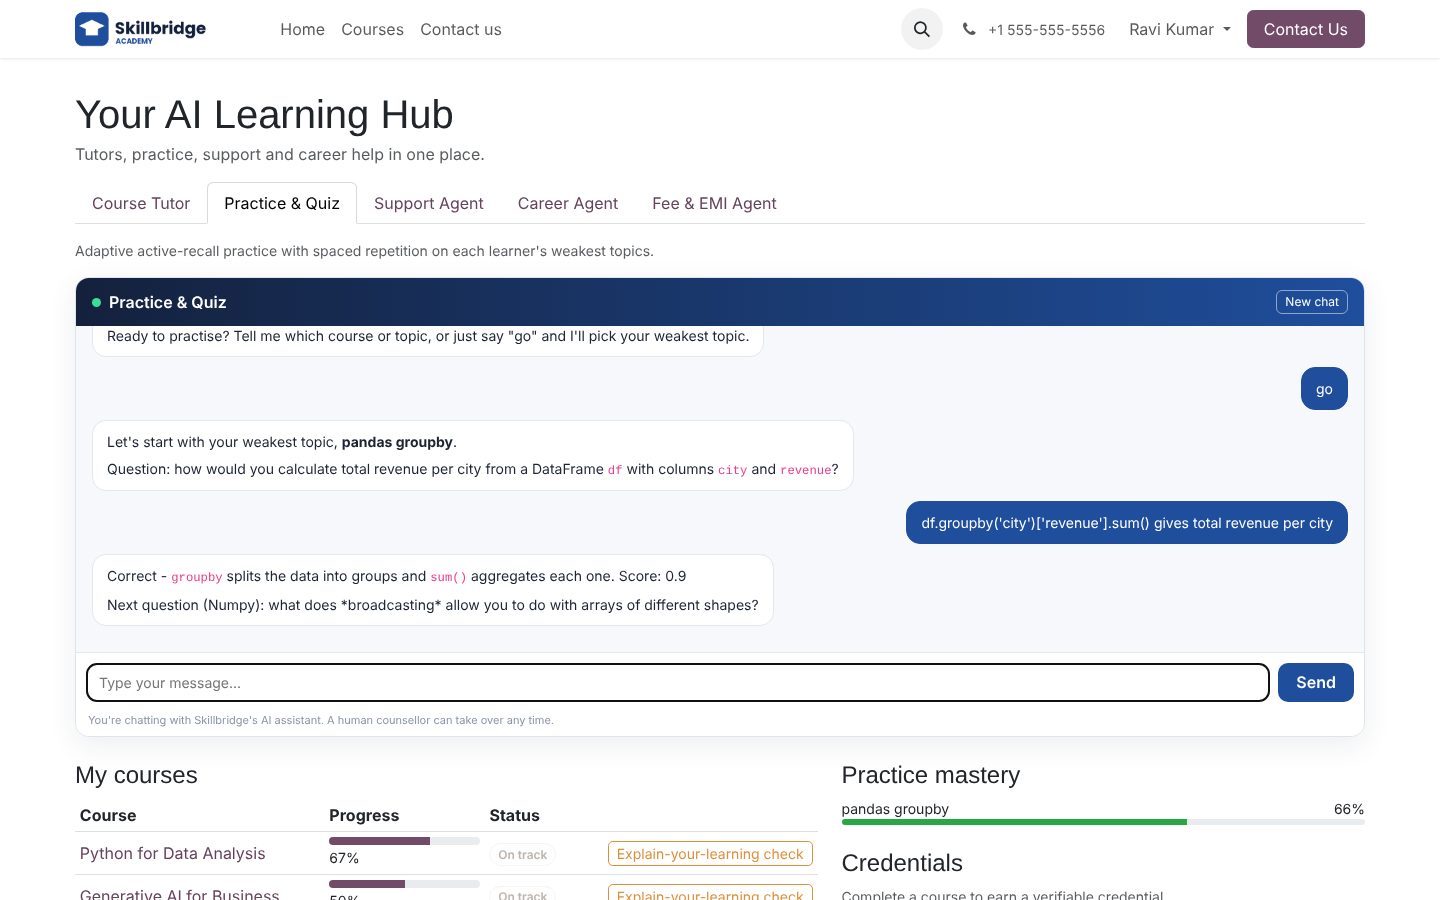 Skillbridge
ACADEMY
Home Courses Contact us
+1 555-555-5556
Ravi Kumar
Contact Us
Your AI Learning Hub
Tutors, practice, support and career help in one place.
Course Tutor Practice & Quiz Support Agent Career Agent Fee & EMI Agent
Adaptive active-recall practice with spaced repetition on each learner's weakest topics.
Practice & Quiz
New chat
Ready to practise? Tell me which course or topic, or just say "go" and I'll pick your weakest topic.
go
Let's start with your weakest topic, pandas groupby.
Question: how would you calculate total revenue per city from a DataFrame df with columns city and revenue?
df.groupby('city')['revenue'].sum() gives total revenue per city
Correct - groupby splits the data into groups and sum() aggregates each one. Score: 0.9
Next question (Numpy): what does *broadcasting* allow you to do with arrays of different shapes?
Type your message...
Send
You're chatting with Skillbridge's AI assistant. A human counsellor can take over any time.
My courses
Course Progress Status
Python for Data Analysis 67% On track Explain-your-learning check
Generative AI for Business 50% On track Explain-your-learning check
Practice mastery
pandas groupby 66%
Credentials
Complete a course to earn a verifiable credential